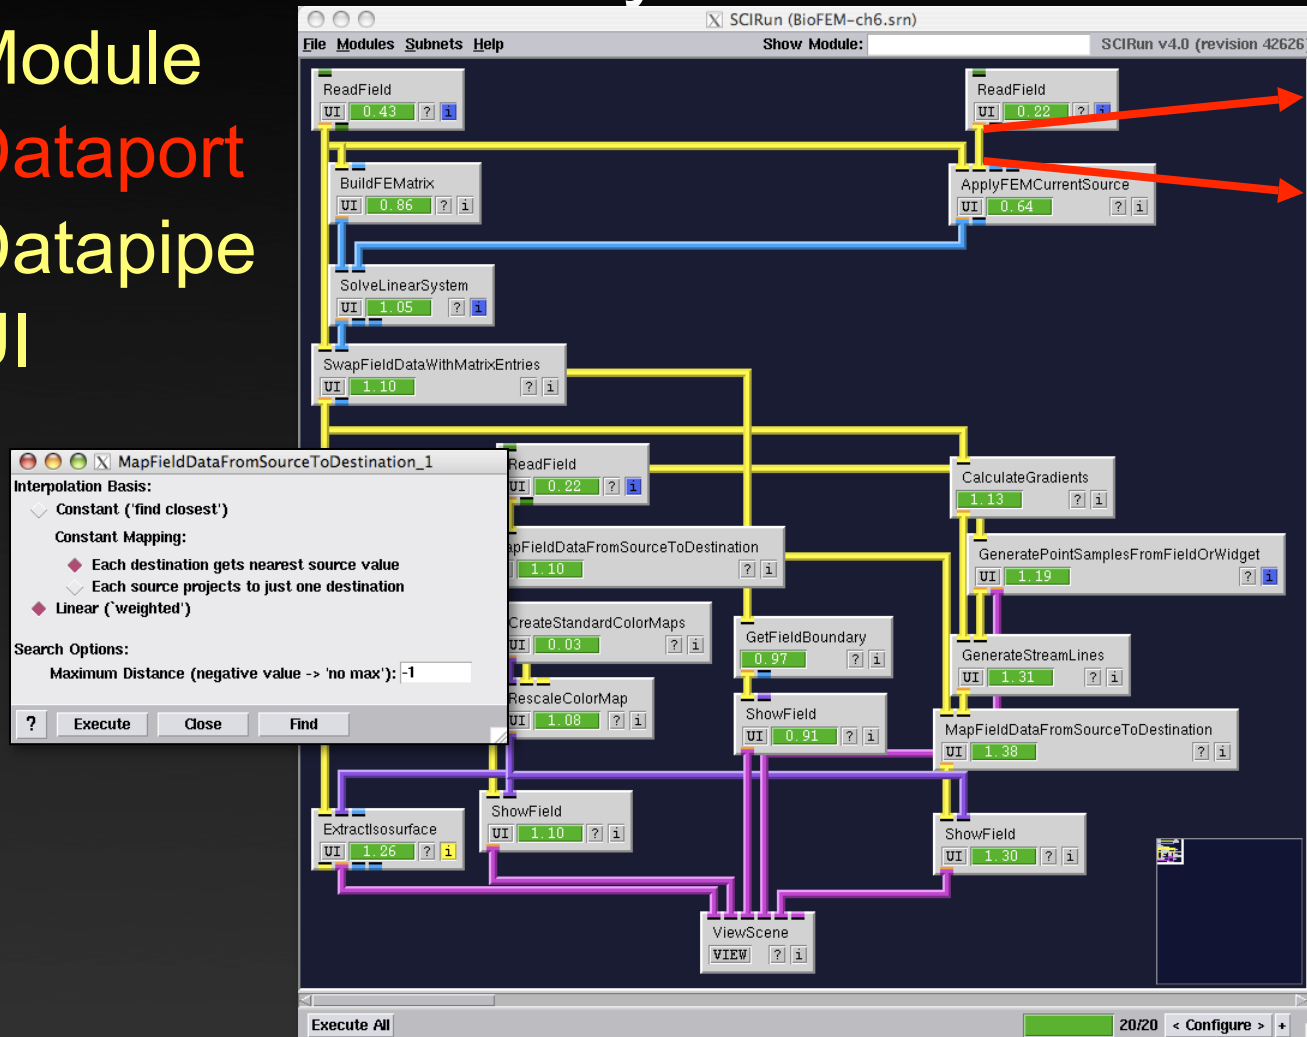 Module
Dataport
Datapipe
UI
SCIRun (BioFEM-ch6.srn)
File Modules Subnets Help
Show Module:
SCIRun v4.0 (revision 42626
ReadField
UI 0.43 ? i
ReadField
UI 0.22 ? i
BuildFEMatrix
UI 0.86 ? i
ApplyFEMCurrentSource
UI 0.64 ? i
SolveLinearSystem
UI 1.05 ? i
SwapFieldDataWithMatrixEntries
UI 1.10 ? i
MapFieldDataFromSourceToDestination_1
Interpolation Basis:
Constant ('find closest')
Constant Mapping:
Each destination gets nearest source value
Each source projects to just one destination
Linear (`weighted')
Search Options:
Maximum Distance (negative value -> 'no max'): -1
? Execute Close Find
ReadField
UI 0.22 ? i
CalculateGradients
1.13 ? i
apFieldDataFromSourceToDestination
1.10 ? i
GeneratePointSamplesFromFieldOrWidget
UI 1.19 ? i
CreateStandardColorMaps
UI 0.03 ? i
GetFieldBoundary
0.97 ? i
GenerateStreamLines
UI 1.31 ? i
RescaleColorMap
UI 1.08 ? i
ShowField
UI 0.91 ? i
MapFieldDataFromSourceToDestination
UI 1.38 ? i
ExtractIsosurface
UI 1.26 ? i
ShowField
UI 1.10 ? i
ShowField
UI 1.30 ? i
ViewScene
VIEW ? i
Execute All
20/20 < Configure > +